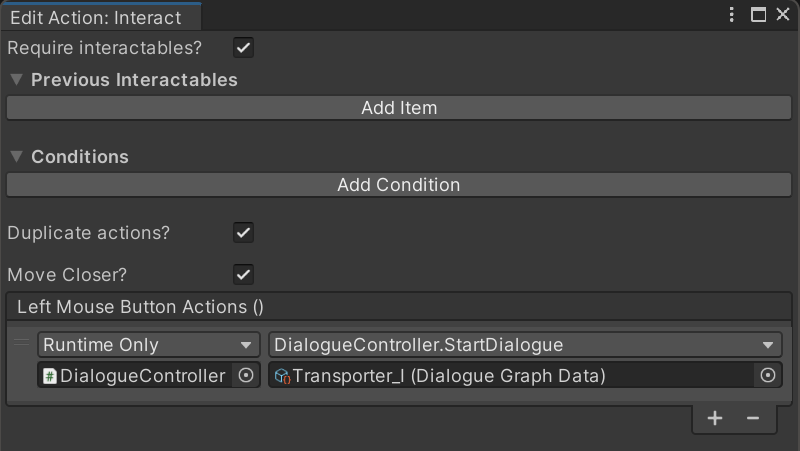 Edit Action: Interact
Require interactables?
Previous Interactables
Add Item
Conditions
Add Condition
Duplicate actions?
Move Closer?
Left Mouse Button Actions ()
Runtime Only DialogueController.StartDialogue
DialogueController Transporter_I (Dialogue Graph Data)